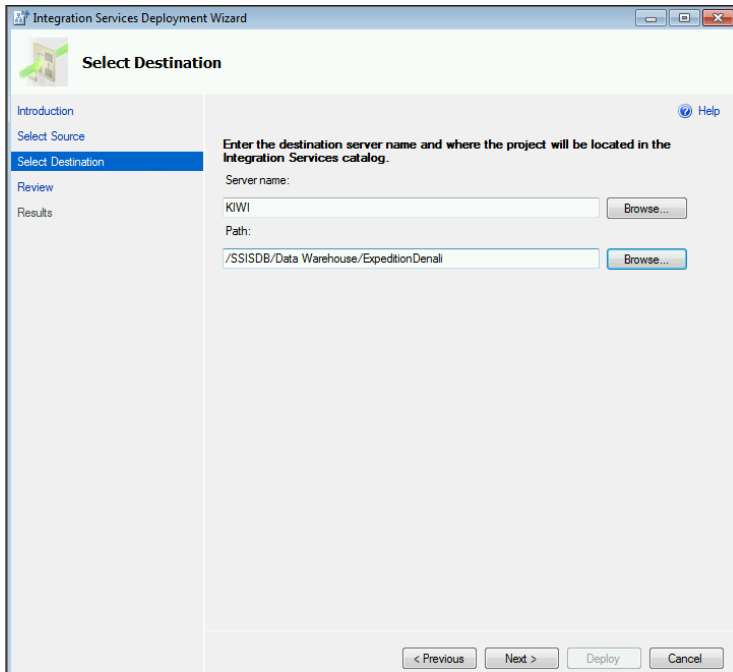 Integration Services Deployment Wizard
Select Destination
Introduction
Select Source
Select Destination
Review
Results
Help
Enter the destination server name and where the project will be located in the
Integration Services catalog.
Server name:
KIWI
Browse...
Path:
/SSISDB/Data Warehouse/ExpeditionDenali
Browse...
< Previous
Next >
Deploy
Cancel